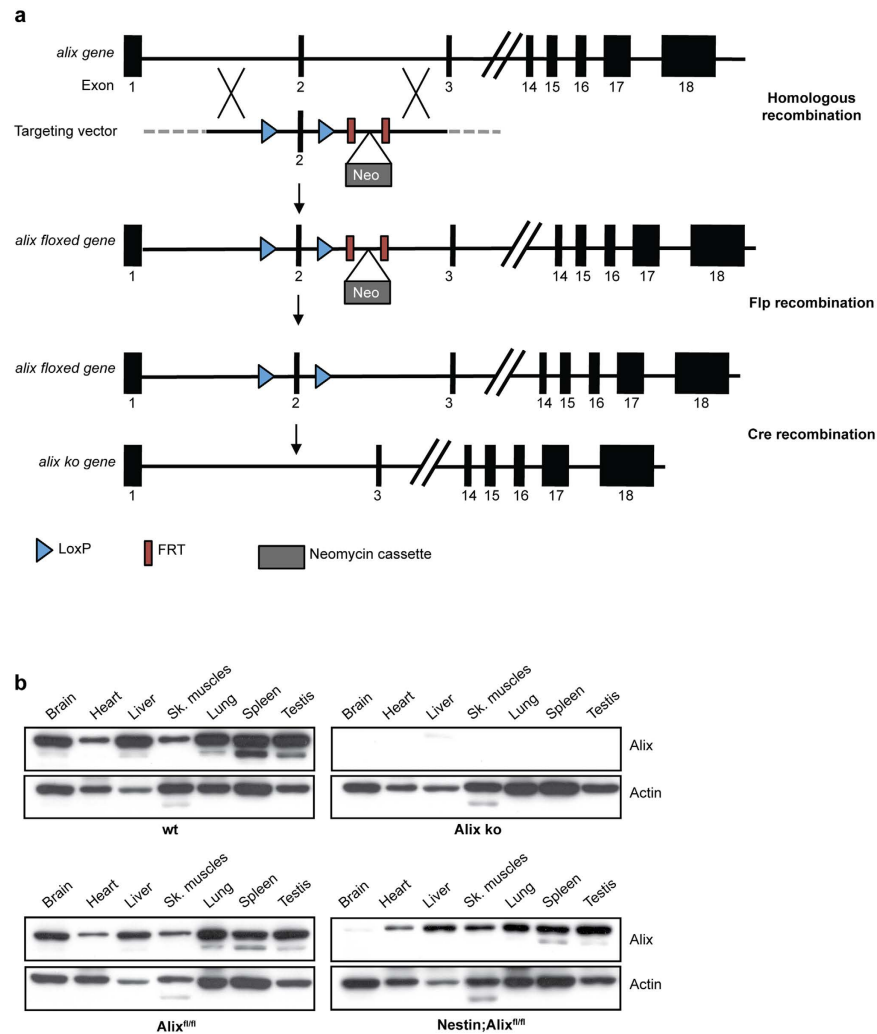 a
alix gene
Exon
1 2 3 14 15 16 17 18
Homologous
recombination
Targeting vector
2
Neo
alix floxed gene
1 2 3 14 15 16 17 18
Neo
Flp recombination
alix floxed gene
1 2 3 14 15 16 17 18
Cre recombination
alix ko gene
1 3 14 15 16 17 18
LoxP FRT Neomycin cassette
b
Brain Heart Liver Sk. muscles Lung Spleen Testis
Brain Heart Liver Sk. muscles Lung Spleen Testis
Alix
Actin
wt Alix ko
Brain Heart Liver Sk. muscles Lung Spleen Testis
Brain Heart Liver Sk. muscles Lung Spleen Testis
Alix
Actin
Alixfl/fl Nestin;Alixfl/fl